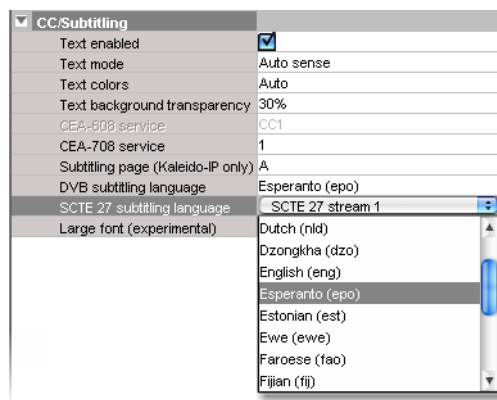 CC/Subtitling
Text enabled
Text mode Auto sense
Text colors Auto
Text background transparency 30%
CEA-608 service CC1
CEA-708 service 1
Subtitling page (Kaleido-IP only) A
DVB subtitling language Esperanto (epo)
SCTE 27 subtitling language SCTE 27 stream 1
Large font (experimental) Dutch (nld)
Dzongkha (dzo)
English (eng)
Esperanto (epo)
Estonian (est)
Ewe (ewe)
Faroese (fao)
Fijian (fij)